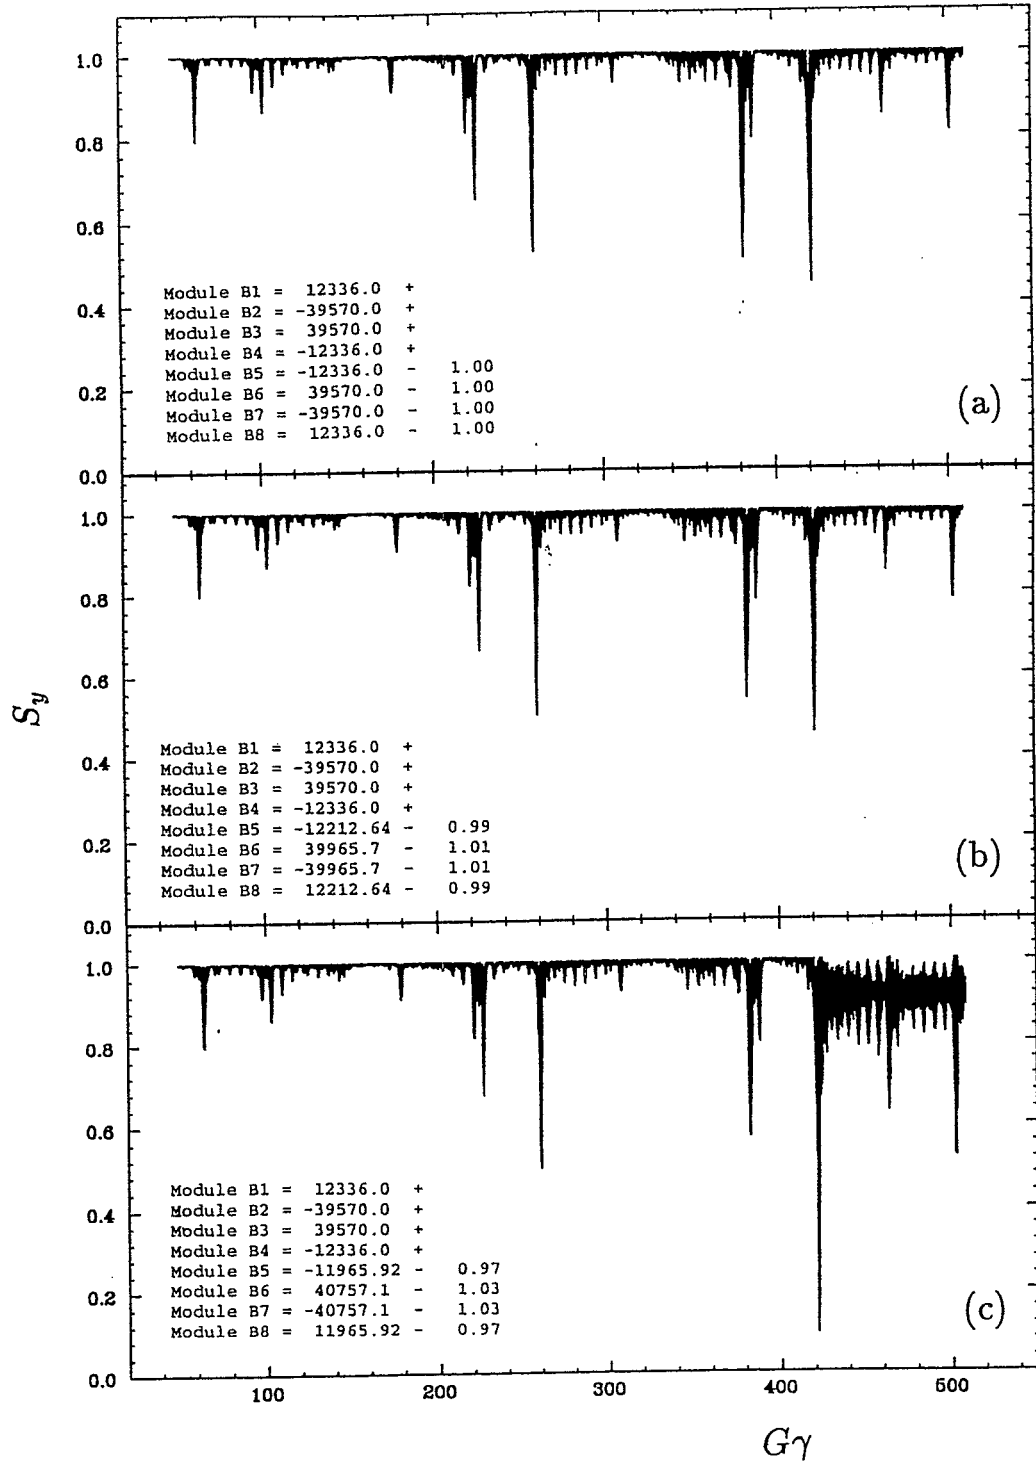 1.0
0.8
0.6
0.4
0.2
0.0
Module B1 = 12336.0 +
Module B2 = -39570.0 +
Module B3 = 39570.0 +
Module B4 = -12336.0 +
Module B5 = -12336.0 - 1.00
Module B6 = 39570.0 - 1.00
Module B7 = -39570.0 - 1.00
Module B8 = 12336.0 - 1.00
(a)
1.0
0.8
0.6
0.4
0.2
0.0
Sy
Module B1 = 12336.0 +
Module B2 = -39570.0 +
Module B3 = 39570.0 +
Module B4 = -12336.0 +
Module B5 = -12212.64 - 0.99
Module B6 = 39965.7 - 1.01
Module B7 = -39965.7 - 1.01
Module B8 = 12212.64 - 0.99
(b)
1.0
0.8
0.6
0.4
0.2
0.0
Module B1 = 12336.0 +
Module B2 = -39570.0 +
Module B3 = 39570.0 +
Module B4 = -12336.0 +
Module B5 = -11965.92 - 0.97
Module B6 = 40757.1 - 1.03
Module B7 = -40757.1 - 1.03
Module B8 = 11965.92 - 0.97
(c)
100 200 300 400 500
Gγ